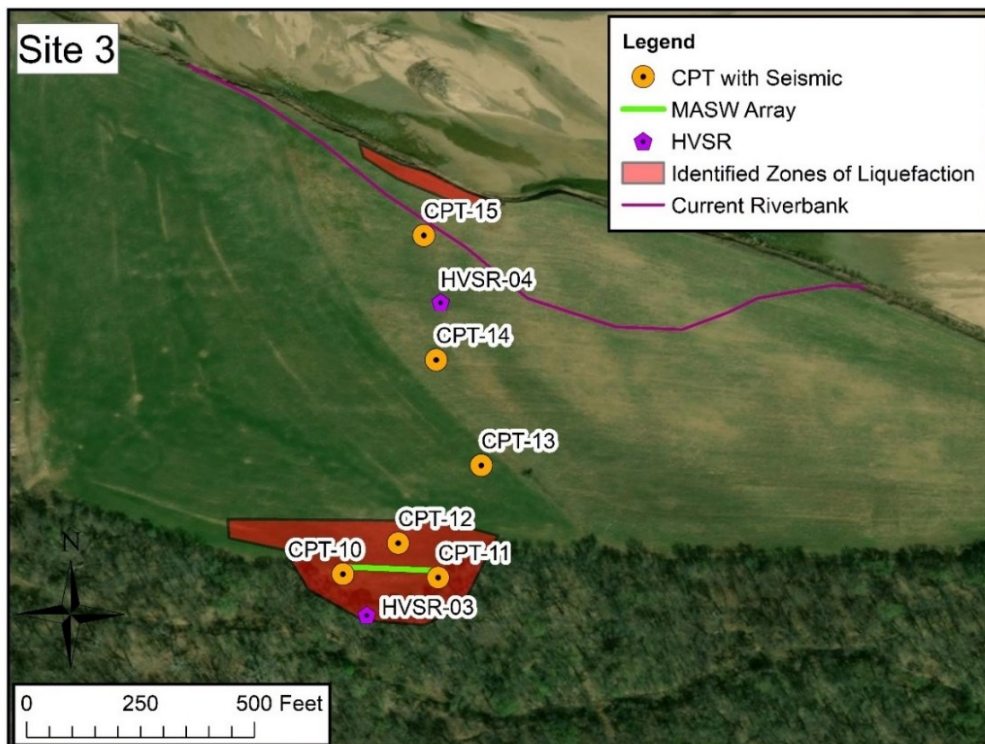 Site 3
Legend
CPT with Seismic
MASW Array
HVSR
Identified Zones of Liquefaction
Current Riverbank
CPT-15
HVSR-04
CPT-14
CPT-13
CPT-12
CPT-10
CPT-11
HVSR-03
N
0 250 500 Feet